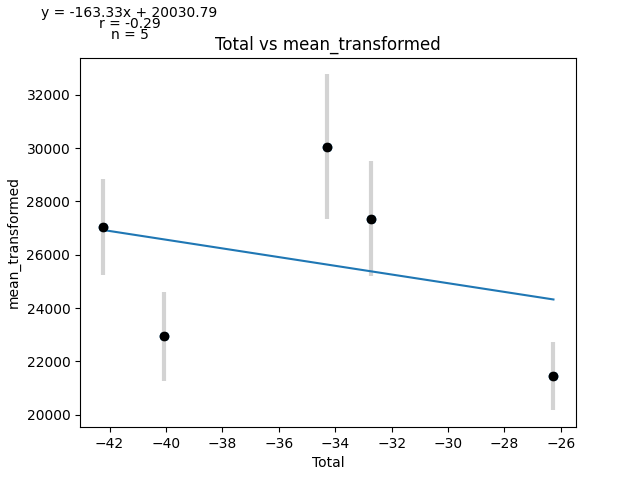 y = -163.33x + 20030.79
r = -0.29
n = 5
Total vs mean_transformed
mean_transformed
32000
30000
28000
26000
24000
22000
20000
−42
−40
−38
−36
−34
−32
−30
−28
−26
Total